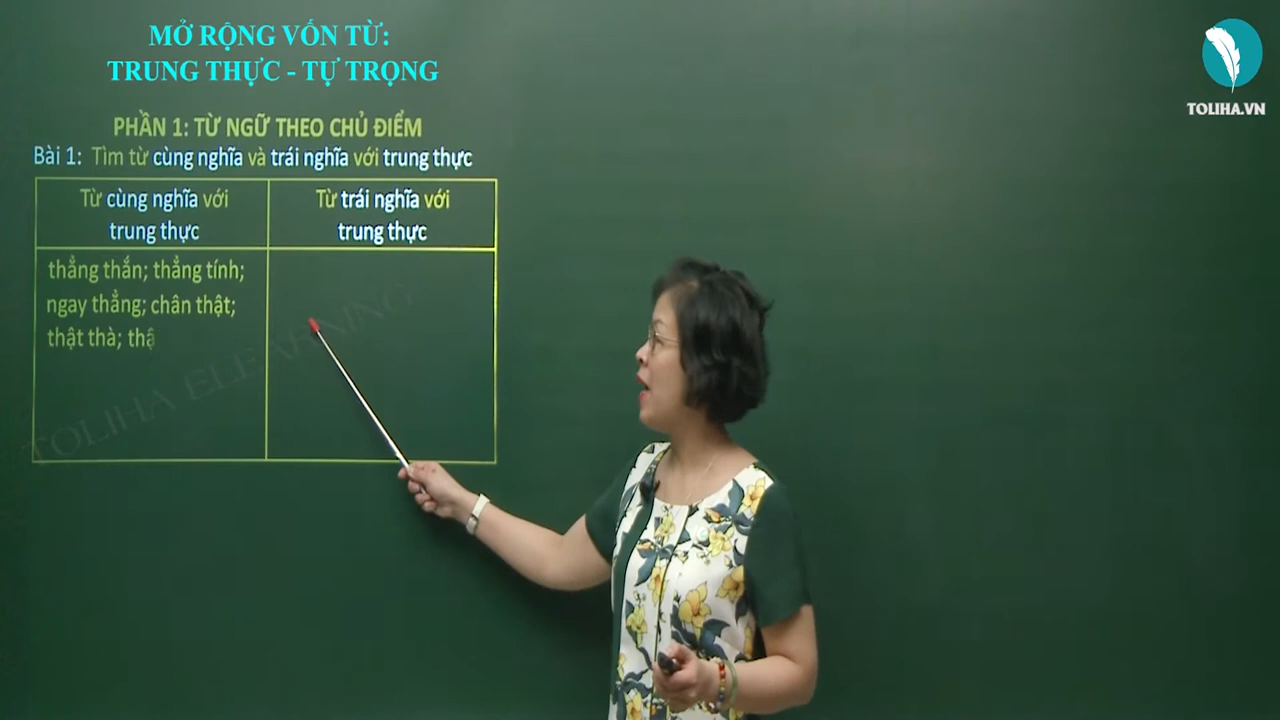 MỞ RỘNG VỐN TỪ:
TRUNG THỰC - TỰ TRỌNG
TOLIHA.VN
PHẦN 1: TỪ NGỮ THEO CHỦ ĐIỂM
Bài 1: Tìm từ cùng nghĩa và trái nghĩa với trung thực
Từ cùng nghĩa với
trung thực
Từ trái nghĩa với
trung thực
thẳng thắn; thẳng tính;
ngay thẳng; chân thật;
thật thà; thậ
TOLIHA ELEARNING